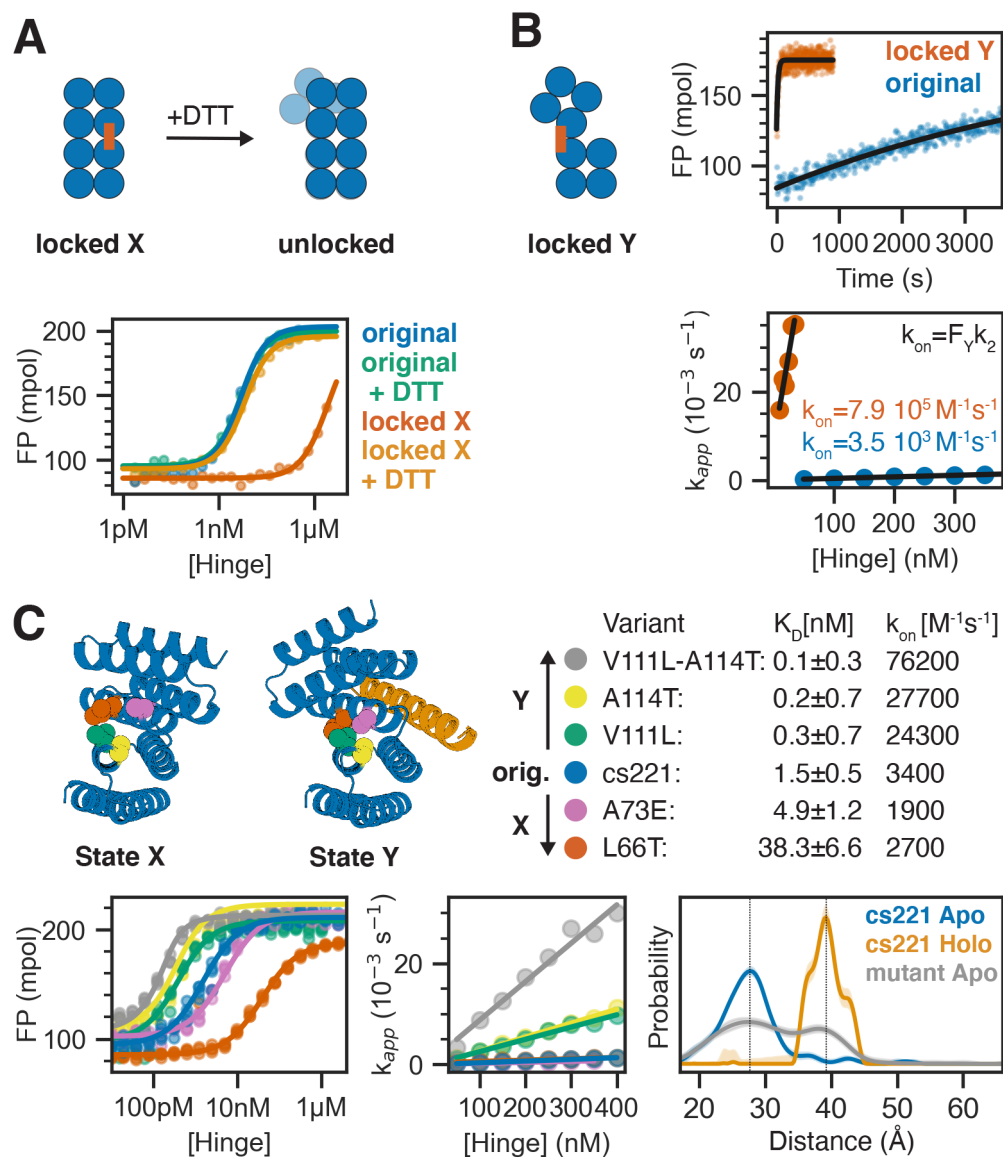 A
+DTT
locked X
unlocked
FP (mpol)
200
150
100
1pM
1nM
1µM
[Hinge]
original
original
+ DTT
locked X
locked X
+ DTT
B
locked Y
FP (mpol)
150
100
locked Y
original
0
1000
2000
3000
Time (s)
k_app (10⁻³ s⁻¹)
20
0
k_on=F_Yk_2
k_on=7.9 10⁵ M⁻¹s⁻¹
k_on=3.5 10³ M⁻¹s⁻¹
100
200
300
[Hinge] (nM)
C
State X
State Y
Variant K_D[nM] k_on [M⁻¹s⁻¹]
Y
orig.
X
V111L-A114T: 0.1±0.3 76200
A114T: 0.2±0.7 27700
V111L: 0.3±0.7 24300
cs221: 1.5±0.5 3400
A73E: 4.9±1.2 1900
L66T: 38.3±6.6 2700
FP (mpol)
200
100
100pM
10nM
1µM
[Hinge]
k_app (10⁻³ s⁻¹)
20
0
100
200
300
400
[Hinge] (nM)
Probability
cs221 Apo
cs221 Holo
mutant Apo
20
30
40
50
60
Distance (Å)